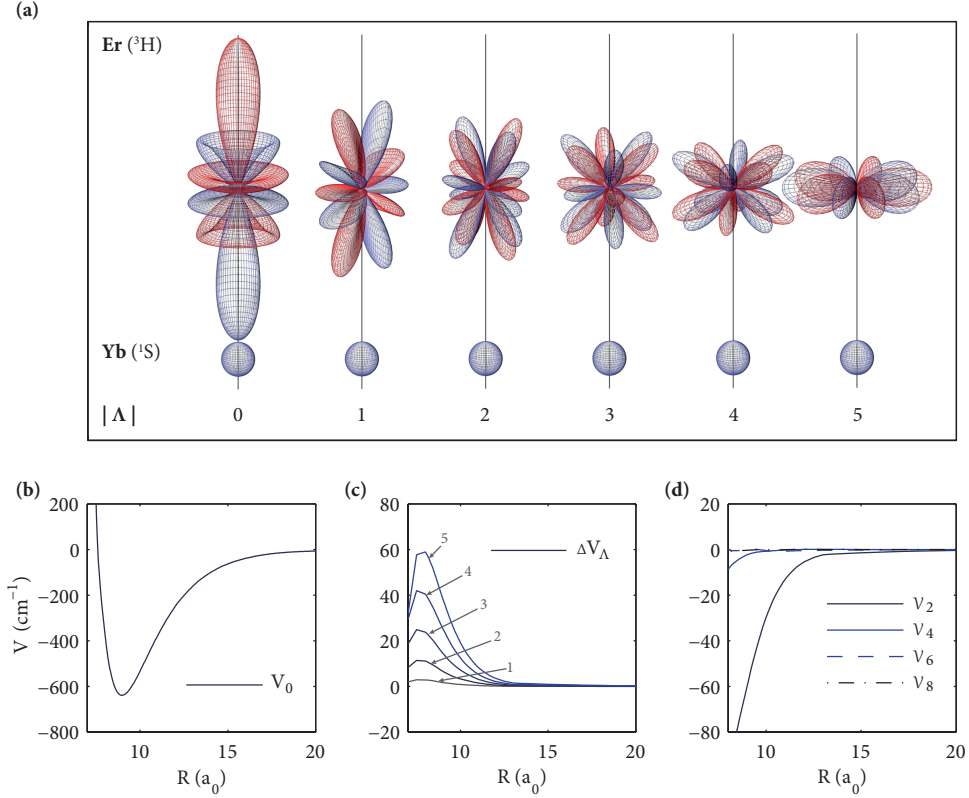 (a)
Er (³H)
Yb (¹S)
| Λ | 0 1 2 3 4 5
(b) (c) (d)
200
0
−200
−400
−600
−800
V (cm⁻¹)
V₀
10 15 20
R (a₀)
80
60
40
20
0
−20
5
4
3
2
1
ΔV_Λ
10 15 20
R (a₀)
20
0
−20
−40
−60
−80
𝒱₂
𝒱₄
𝒱₆
𝒱₈
10 15 20
R (a₀)